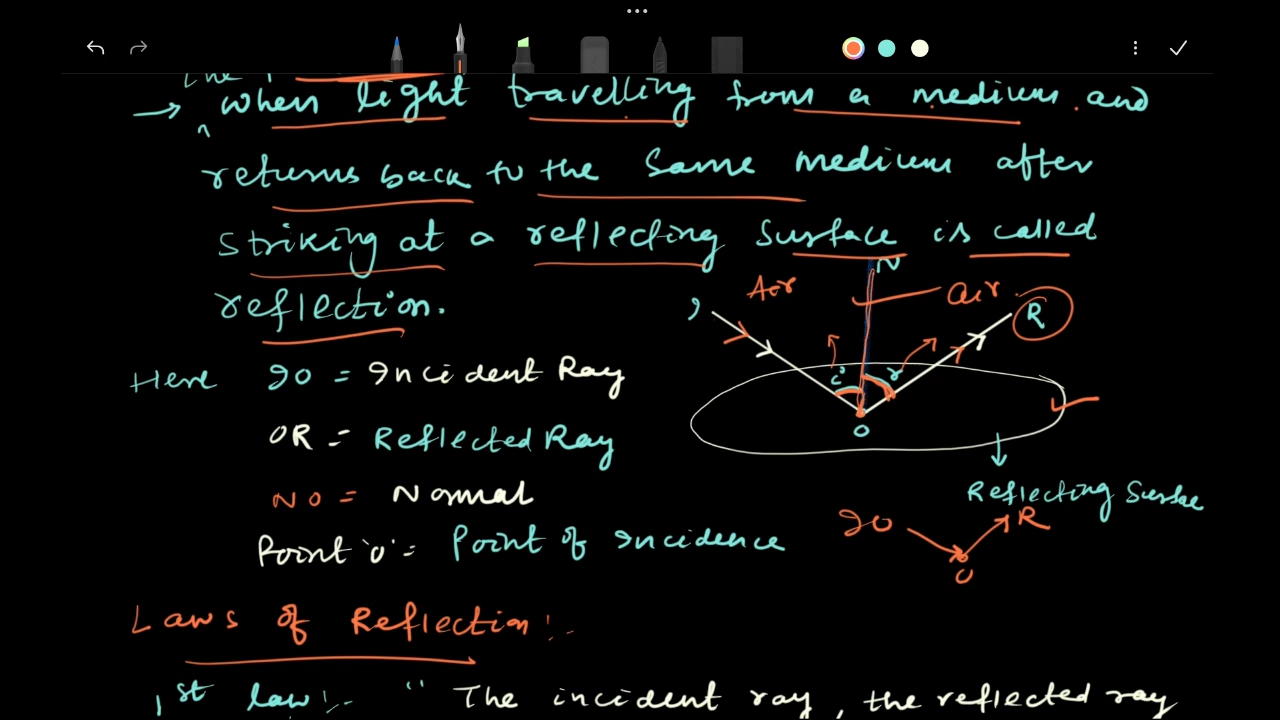 The
→ when light travelling from a medium and
returns back to the same medium after
striking at a reflecting surface is called
reflection.
N
Air
air
R
i
r
O
Reflecting Surface
Here IO = Incident Ray
OR = Reflected Ray
NO = Normal
Point 'O' = Point of Incidence
IO
R
O
Laws of Reflection :-
1st law :- " The incident ray, the reflected ray